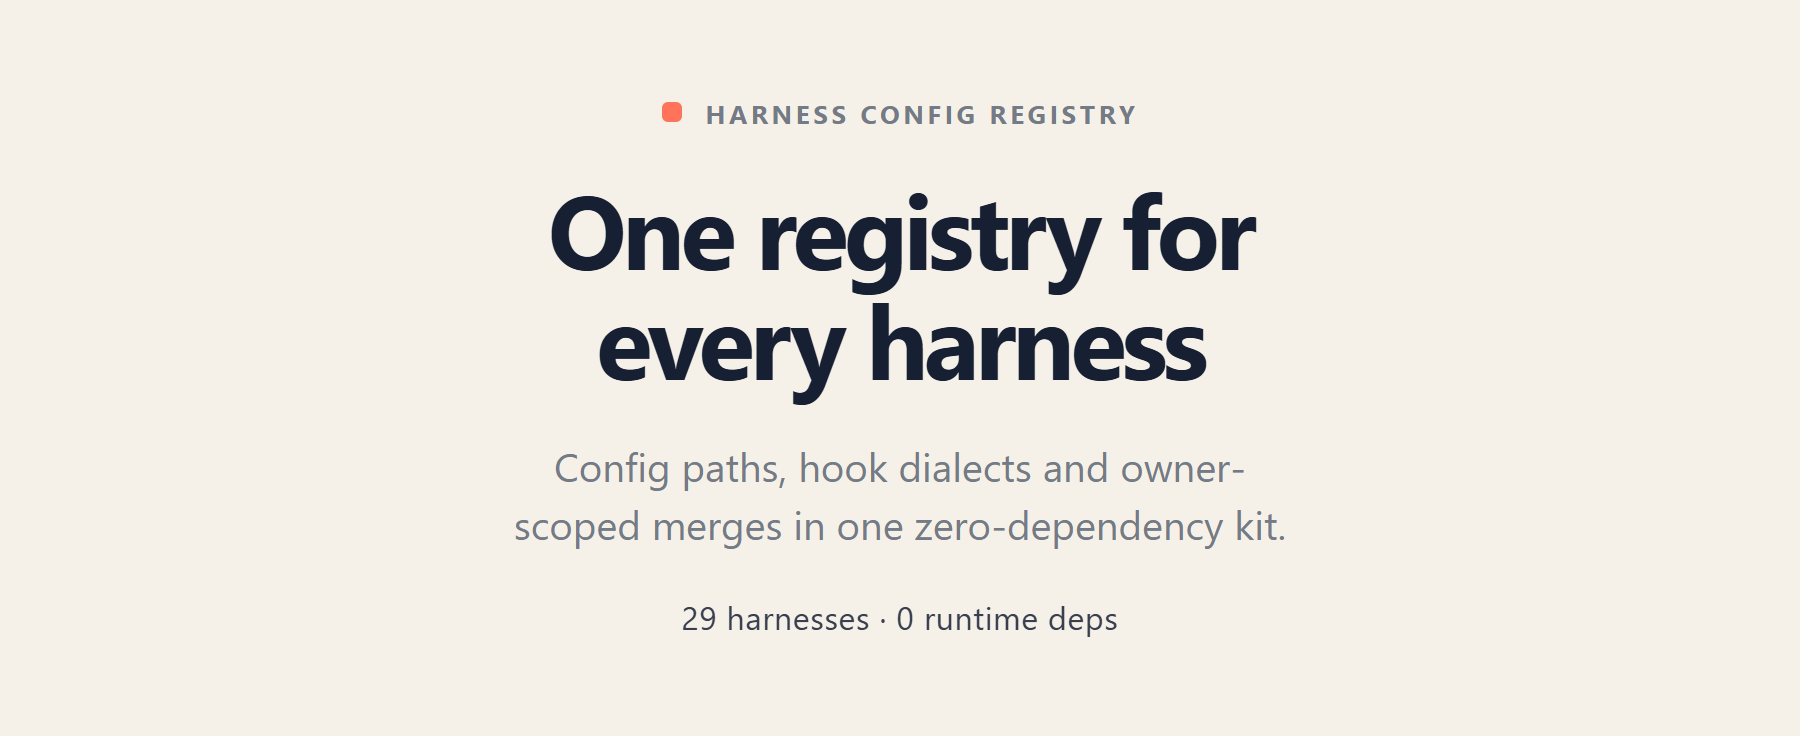 HARNESS CONFIG REGISTRY
One registry for
every harness
Config paths, hook dialects and owner-
scoped merges in one zero-dependency kit.
29 harnesses · 0 runtime deps